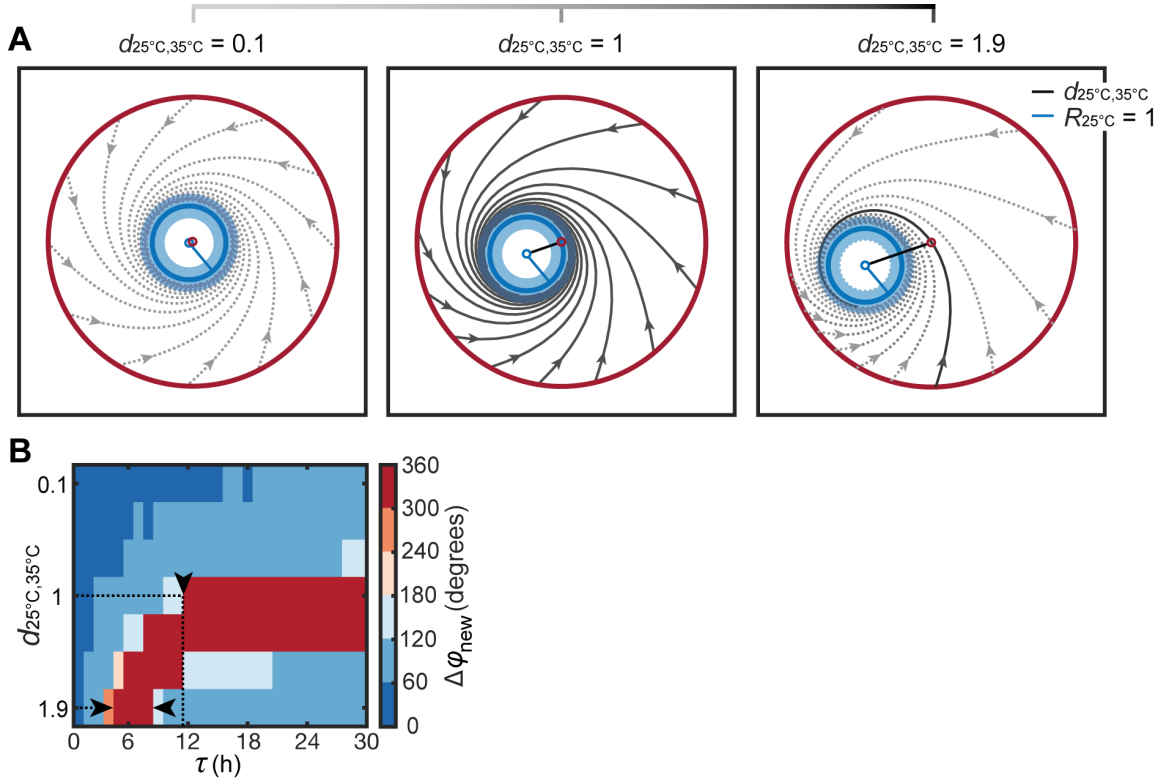 A
d25°C,35°C = 0.1
d25°C,35°C = 1
d25°C,35°C = 1.9
d25°C,35°C
R25°C = 1
B
0.1
1
1.9
d25°C,35°C
0
6
12
18
24
30
τ (h)
360
300
240
180
120
60
0
Δφnew (degrees)